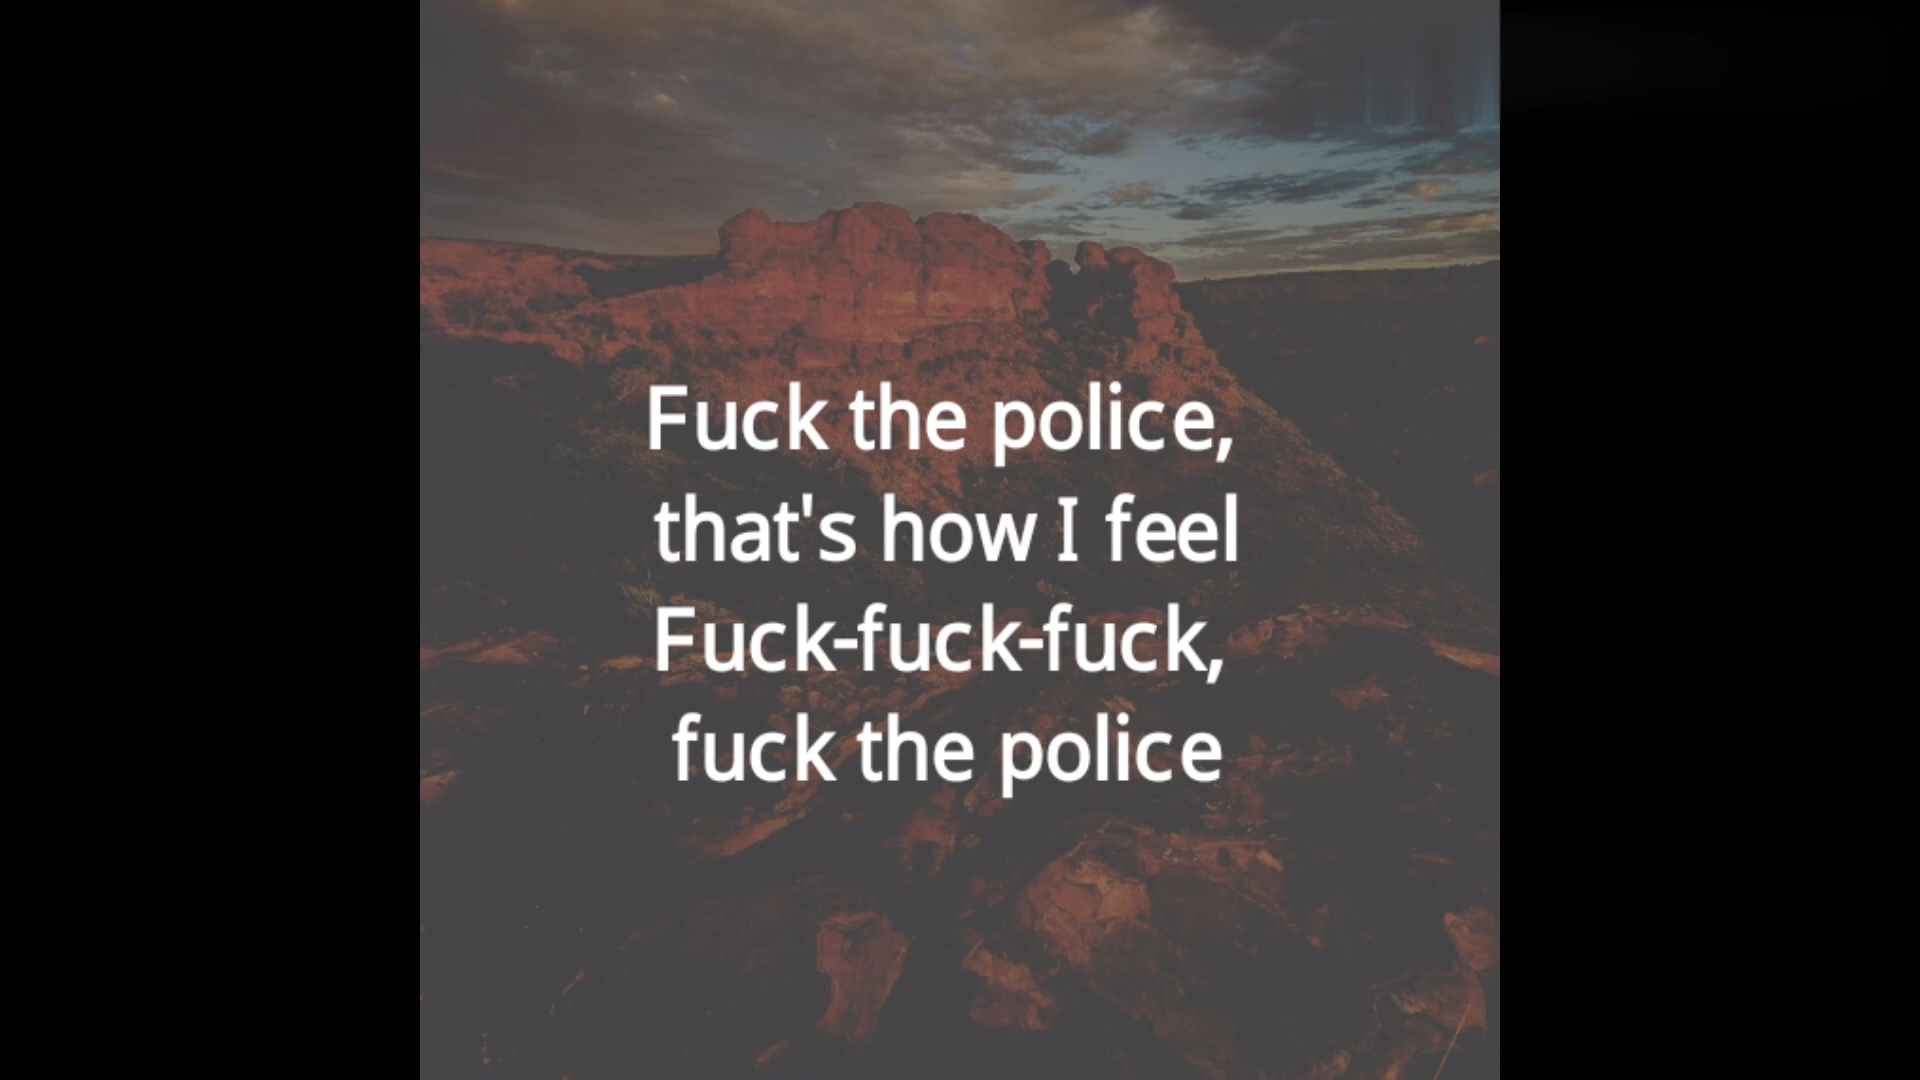 Fuck the police,
that's how I feel
Fuck-fuck-fuck,
fuck the police